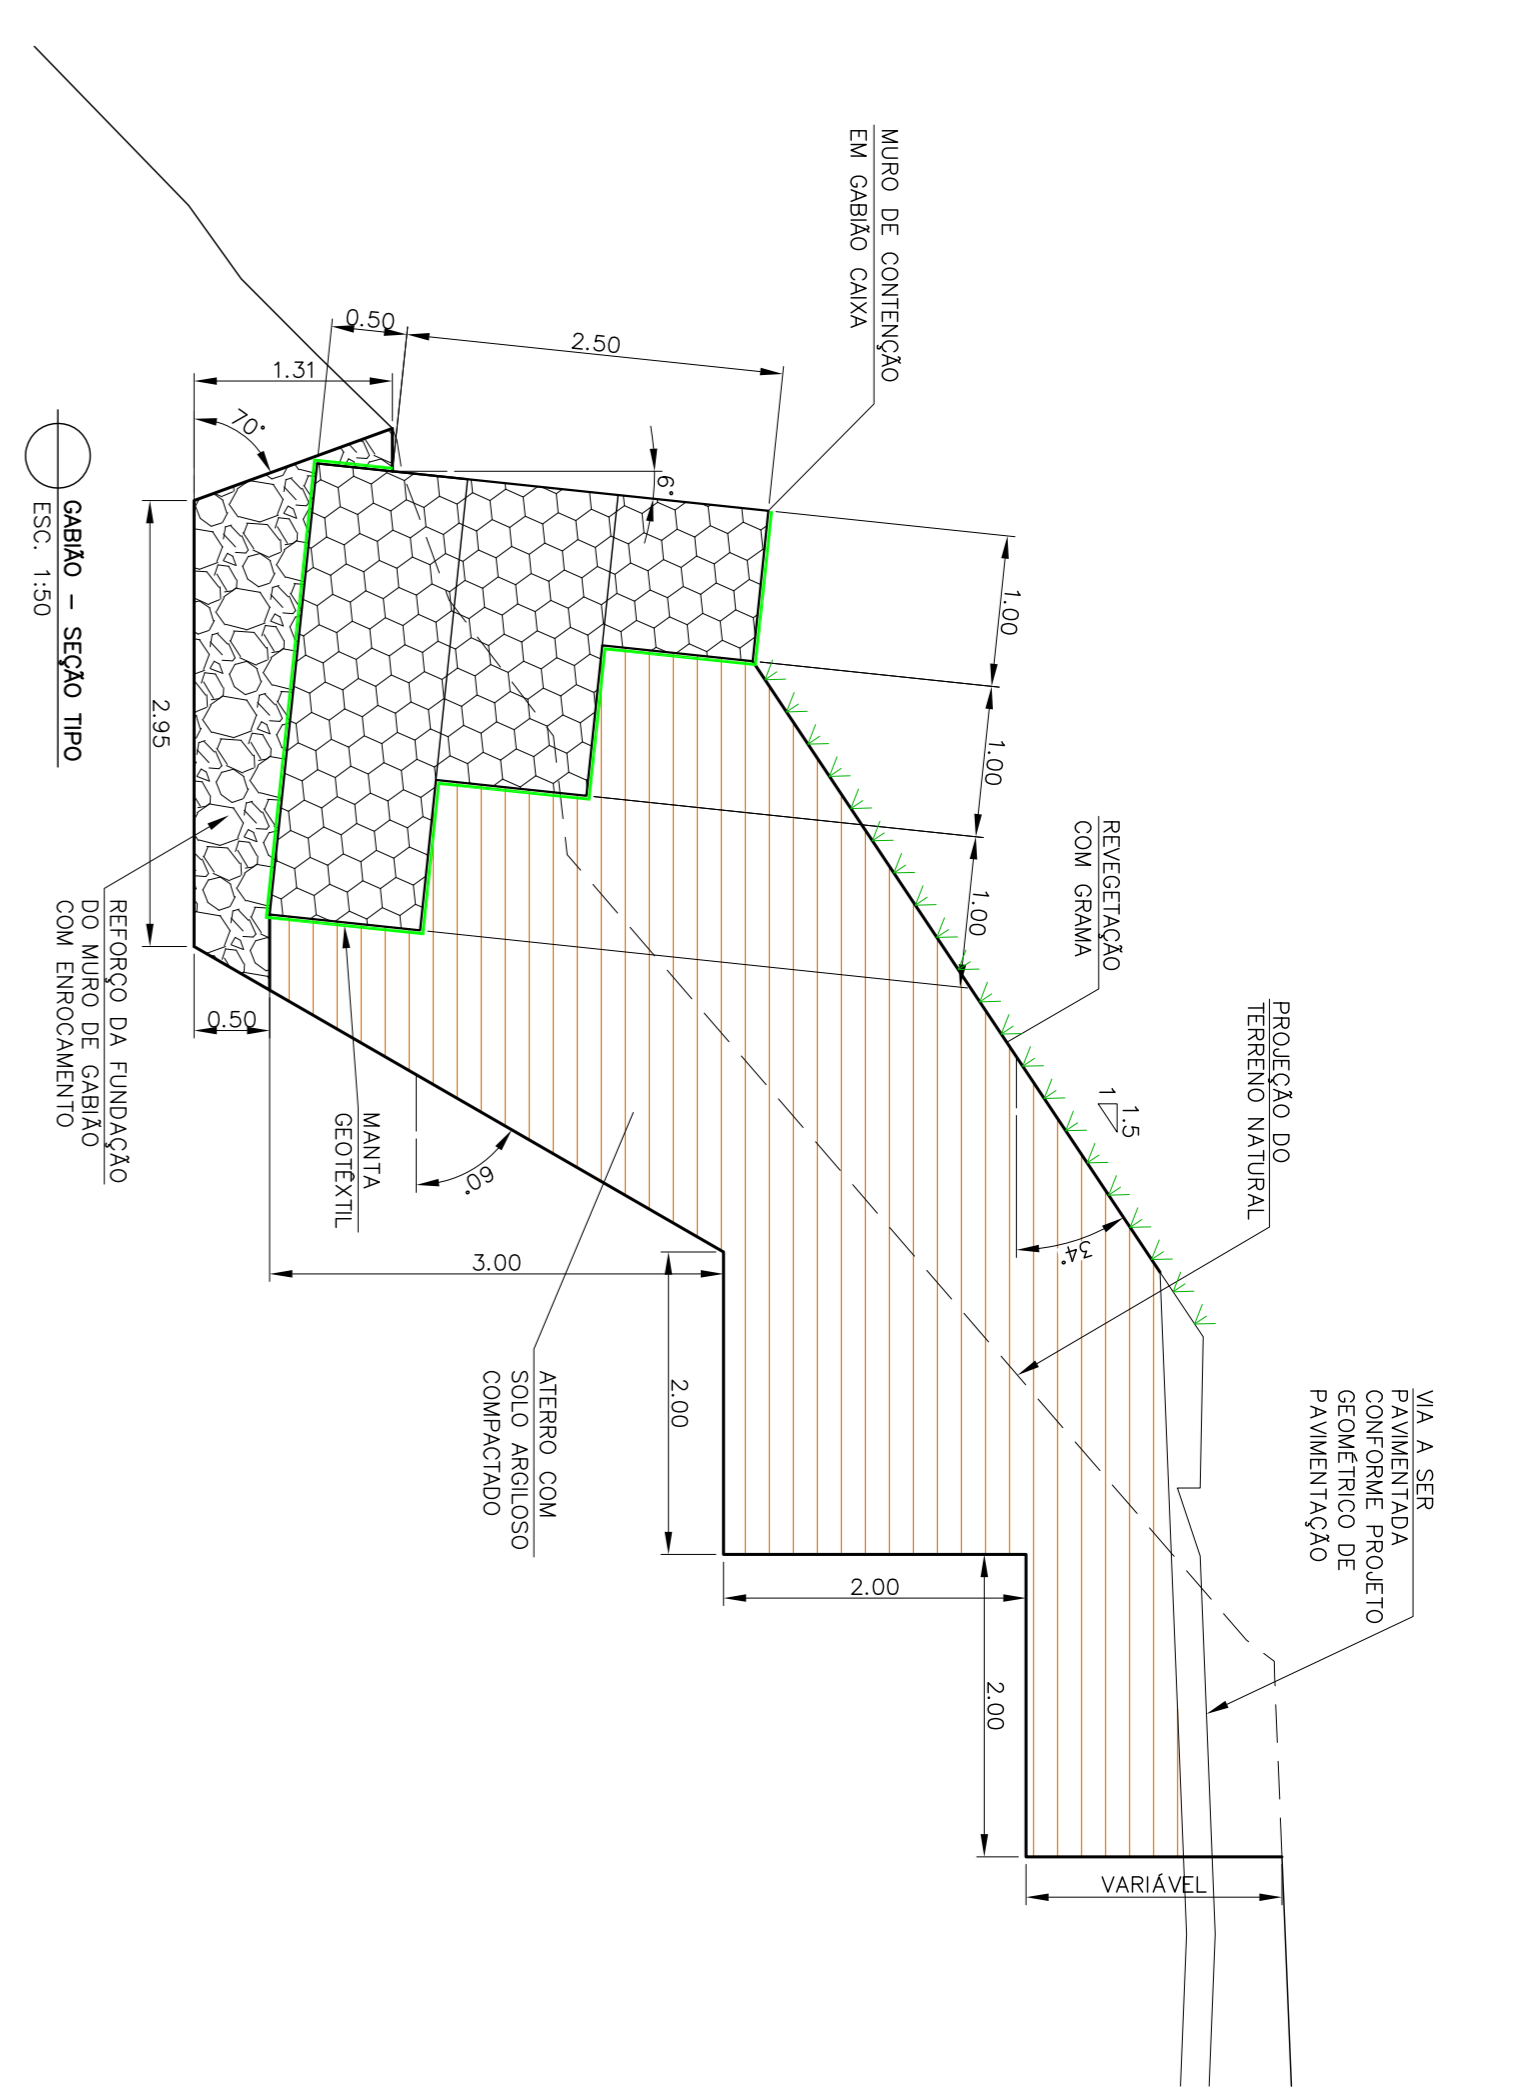 MURO DE CONTENÇÃO
EM GABIÃO CAIXA
REVEGETAÇÃO
COM GRAMA
PROJEÇÃO DO
TERRENO NATURAL
VIA A SER
PAVIMENTADA
CONFORME PROJETO
GEOMÉTRICO DE
PAVIMENTAÇÃO
1.00
1.00
1.00
1.5
1
34°
6°
2.50
0.50
1.31
70°
2.95
0.50
60°
3.00
2.00
2.00
2.00
VARIÁVEL
MANTA
GEOTÊXTIL
ATERRO COM
SOLO ARGILOSO
COMPACTADO
REFORÇO DA FUNDAÇÃO
DO MURO DE GABIÃO
COM ENROCAMENTO
GABIÃO – SEÇÃO TIPO
ESC. 1:50